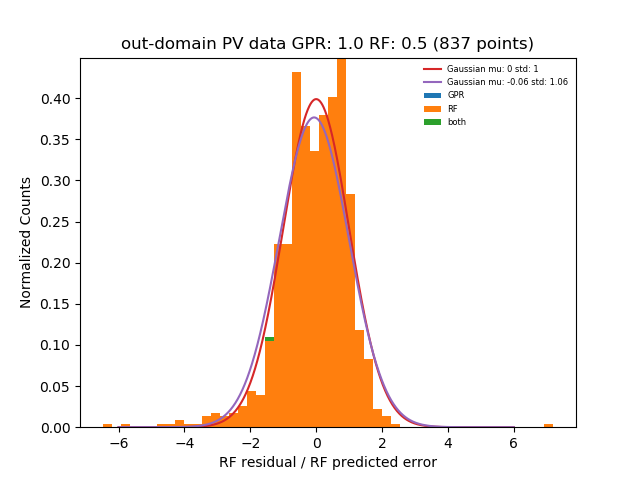 out-domain PV data GPR: 1.0 RF: 0.5 (837 points)
Gaussian mu: 0 std: 1
Gaussian mu: -0.06 std: 1.06
GPR
RF
both
0.40
0.35
0.30
0.25
0.20
0.15
0.10
0.05
0.00
Normalized Counts
−6 −4 −2 0 2 4 6
RF residual / RF predicted error